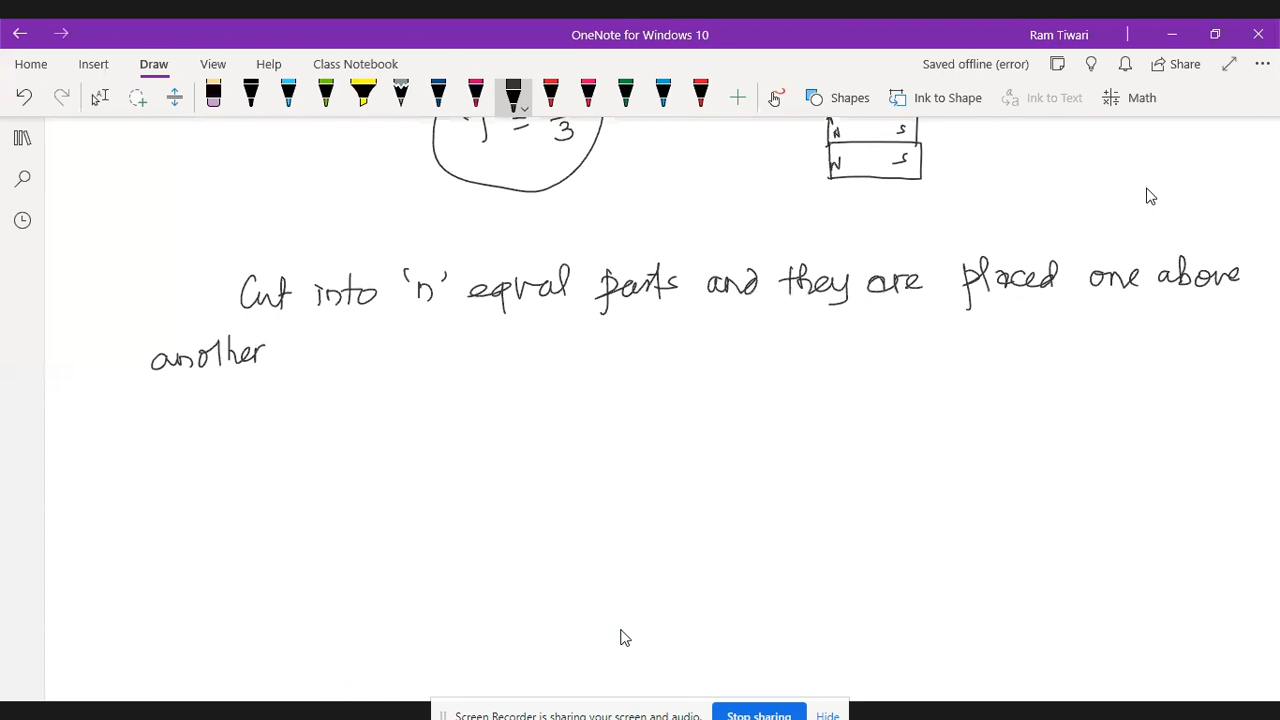 OneNote for Windows 10
Ram Tiwari
Home Insert Draw View Help Class Notebook
Saved offline (error)
Share
Shapes
Ink to Shape
Ink to Text
Math
= 3
N S
N S
Cut into 'n' equal parts and they are placed one above
another
Screen Recorder is sharing your screen and audio.
Stop sharing
Hide